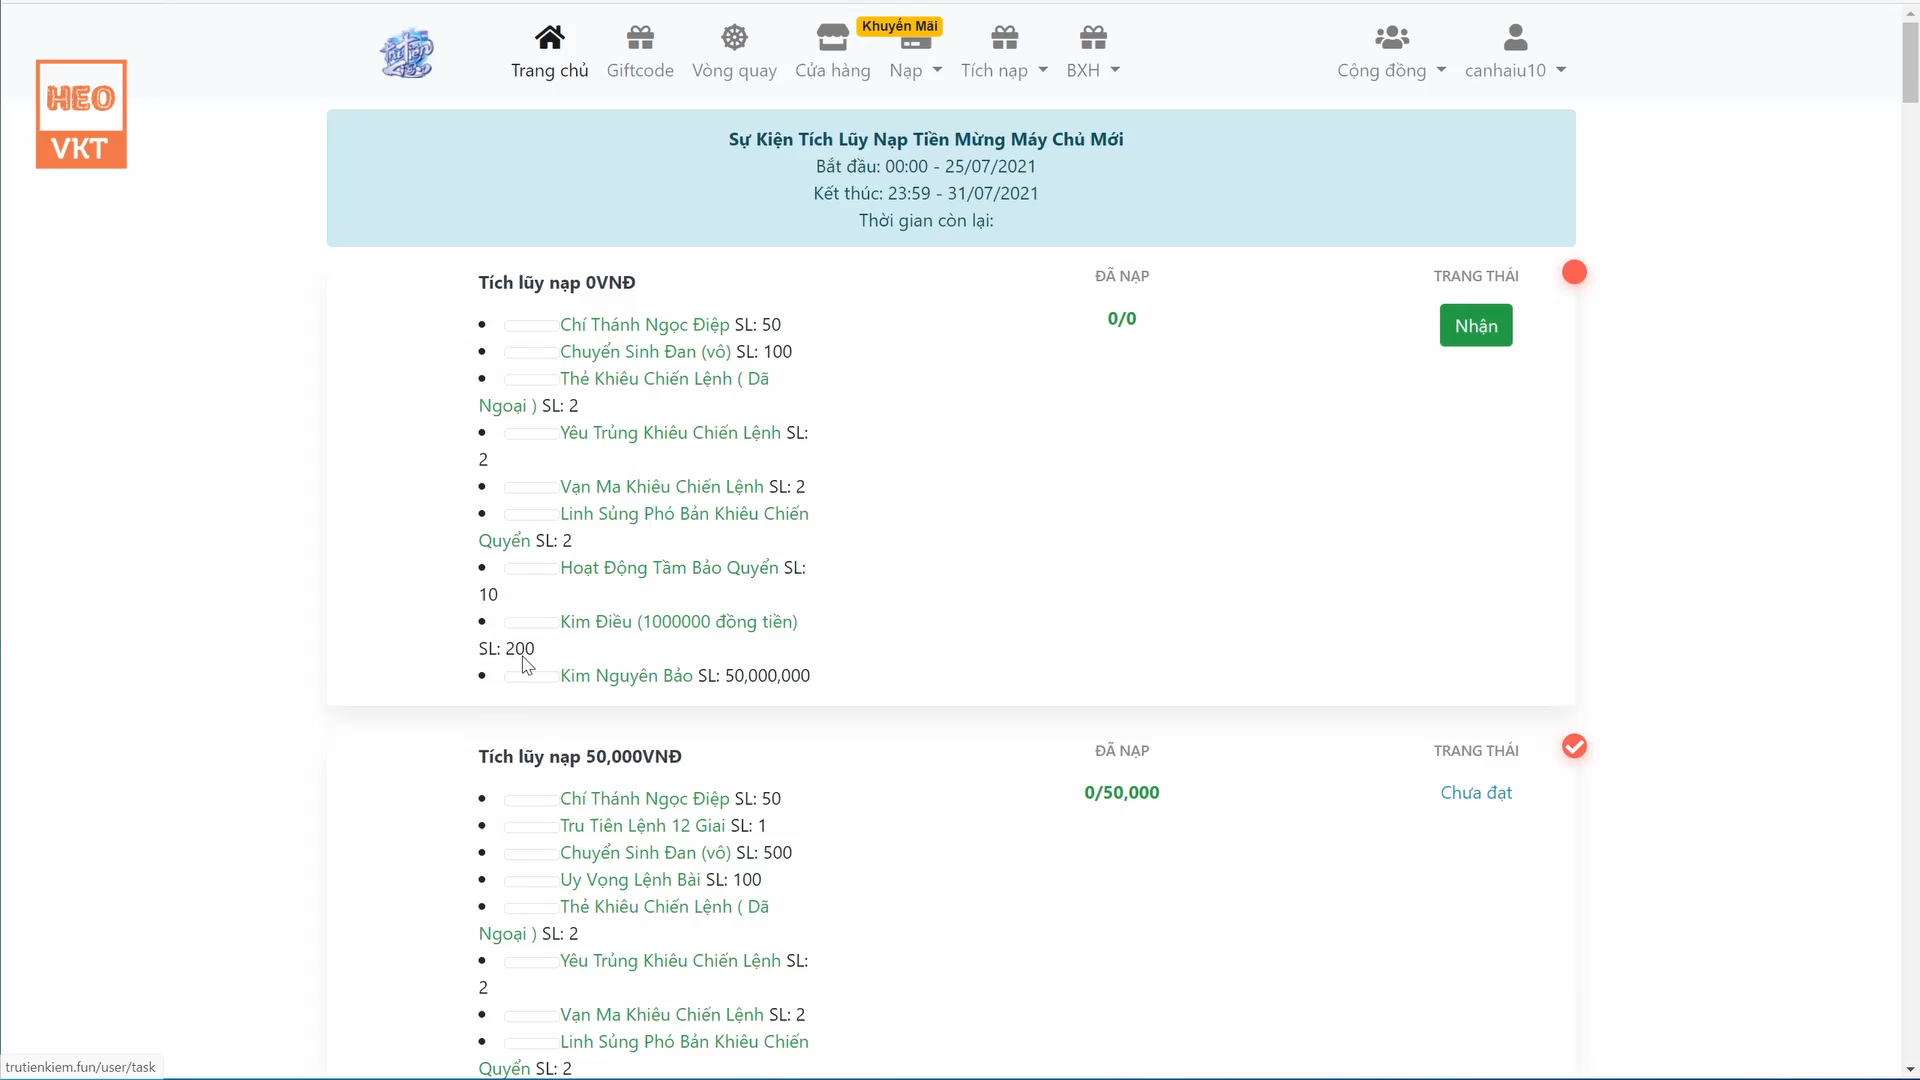 Khuyến Mãi
Trang chủ
Giftcode
Vòng quay
Cửa hàng
Nạp
Tích nạp
BXH
Cộng đồng
canhaiu10
HEO
VKT
Sự Kiện Tích Lũy Nạp Tiền Mừng Máy Chủ Mới
Bắt đầu: 00:00 - 25/07/2021
Kết thúc: 23:59 - 31/07/2021
Thời gian còn lại:
Tích lũy nạp 0VNĐ
ĐÃ NẠP
TRANG THÁI
0/0
Nhận
Chí Thánh Ngọc Điệp SL: 50
Chuyển Sinh Đan (vô) SL: 100
Thẻ Khiêu Chiến Lệnh ( Dã
Ngoại ) SL: 2
Yêu Trủng Khiêu Chiến Lệnh SL:
2
Vạn Ma Khiêu Chiến Lệnh SL: 2
Linh Sủng Phó Bản Khiêu Chiến
Quyển SL: 2
Hoạt Động Tầm Bảo Quyển SL:
10
Kim Điều (1000000 đồng tiền)
SL: 200
Kim Nguyên Bảo SL: 50,000,000
Tích lũy nạp 50,000VNĐ
ĐÃ NẠP
TRANG THÁI
0/50,000
Chưa đạt
Chí Thánh Ngọc Điệp SL: 50
Tru Tiên Lệnh 12 Giai SL: 1
Chuyển Sinh Đan (vô) SL: 500
Uy Vọng Lệnh Bài SL: 100
Thẻ Khiêu Chiến Lệnh ( Dã
Ngoại ) SL: 2
Yêu Trủng Khiêu Chiến Lệnh SL:
2
Vạn Ma Khiêu Chiến Lệnh SL: 2
Linh Sủng Phó Bản Khiêu Chiến
Quyển SL: 2
trutienkiem.fun/user/task